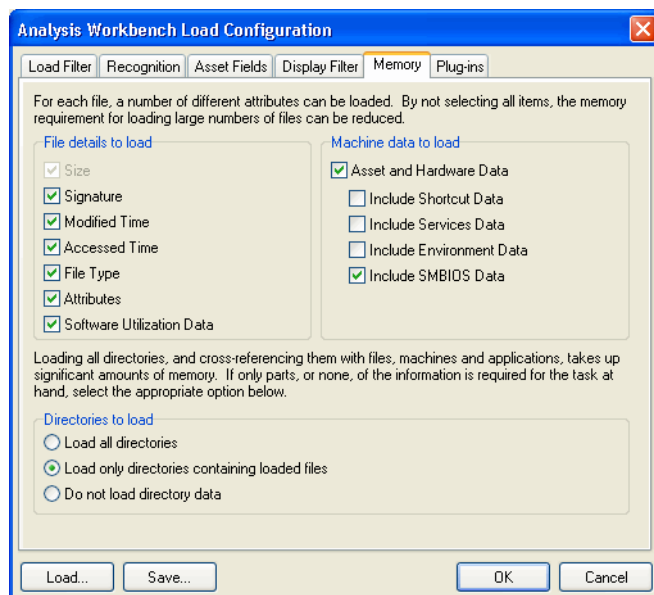 Analysis Workbench Load Configuration
Load Filter Recognition Asset Fields Display Filter Memory Plug-ins
For each file, a number of different attributes can be loaded. By not selecting all items, the memory
requirement for loading large numbers of files can be reduced.
File details to load
Size
Signature
Modified Time
Accessed Time
File Type
Attributes
Software Utilization Data
Machine data to load
Asset and Hardware Data
Include Shortcut Data
Include Services Data
Include Environment Data
Include SMBIOS Data
Loading all directories, and cross-referencing them with files, machines and applications, takes up
significant amounts of memory. If only parts, or none, of the information is required for the task at
hand, select the appropriate option below.
Directories to load
Load all directories
Load only directories containing loaded files
Do not load directory data
Load... Save... OK Cancel